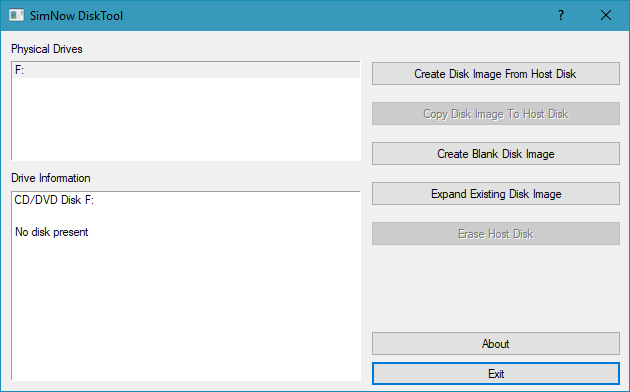 SimNow DiskTool
?
Physical Drives
F:
Create Disk Image From Host Disk
Copy Disk Image To Host Disk
Create Blank Disk Image
Drive Information
Expand Existing Disk Image
CD/DVD Disk F:
No disk present
Erase Host Disk
About
Exit